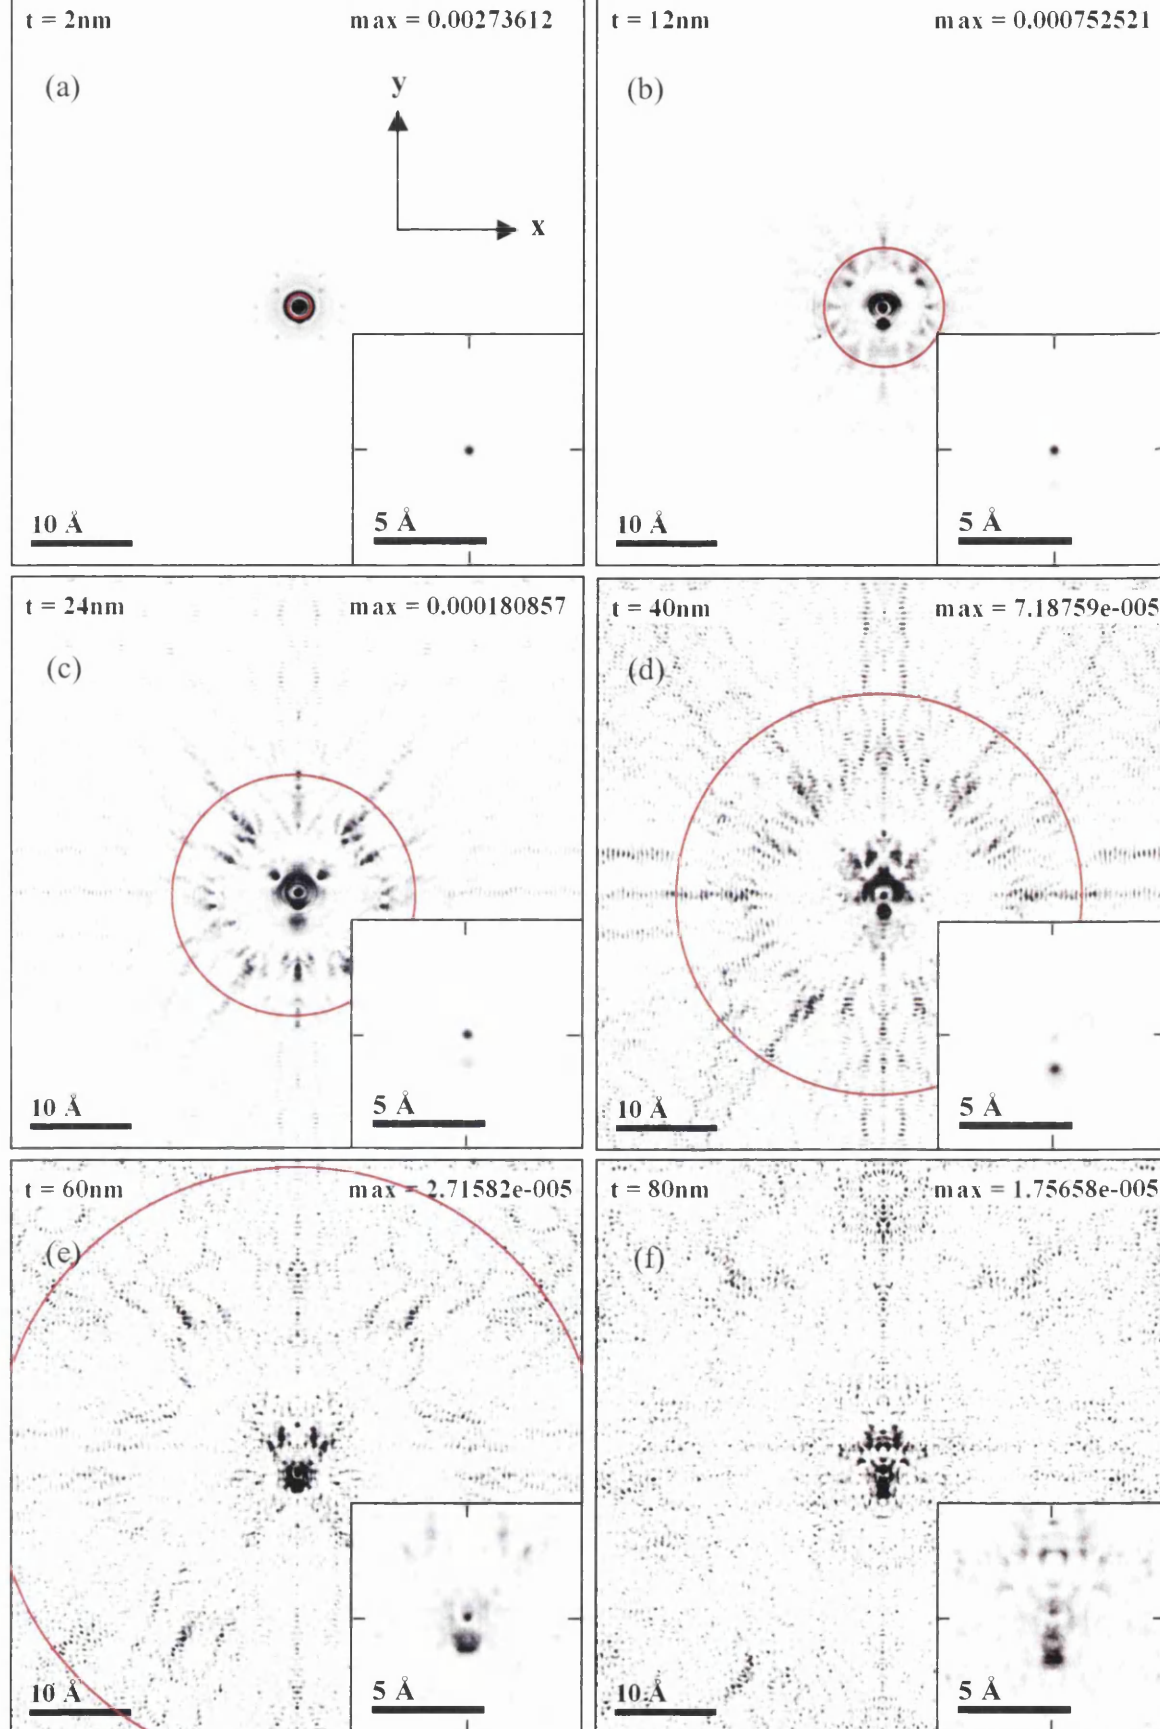 t = 2nm max = 0.00273612
(a)
y
x
10 Å
5 Å
t = 12nm max = 0.000752521
(b)
10 Å
5 Å
t = 24nm max = 0.000180857
(c)
10 Å
5 Å
t = 40nm max = 7.18759e-005
(d)
10 Å
5 Å
t = 60nm max = 2.71582e-005
(e)
10 Å
5 Å
t = 80nm max = 1.75658e-005
(f)
10 Å
5 Å